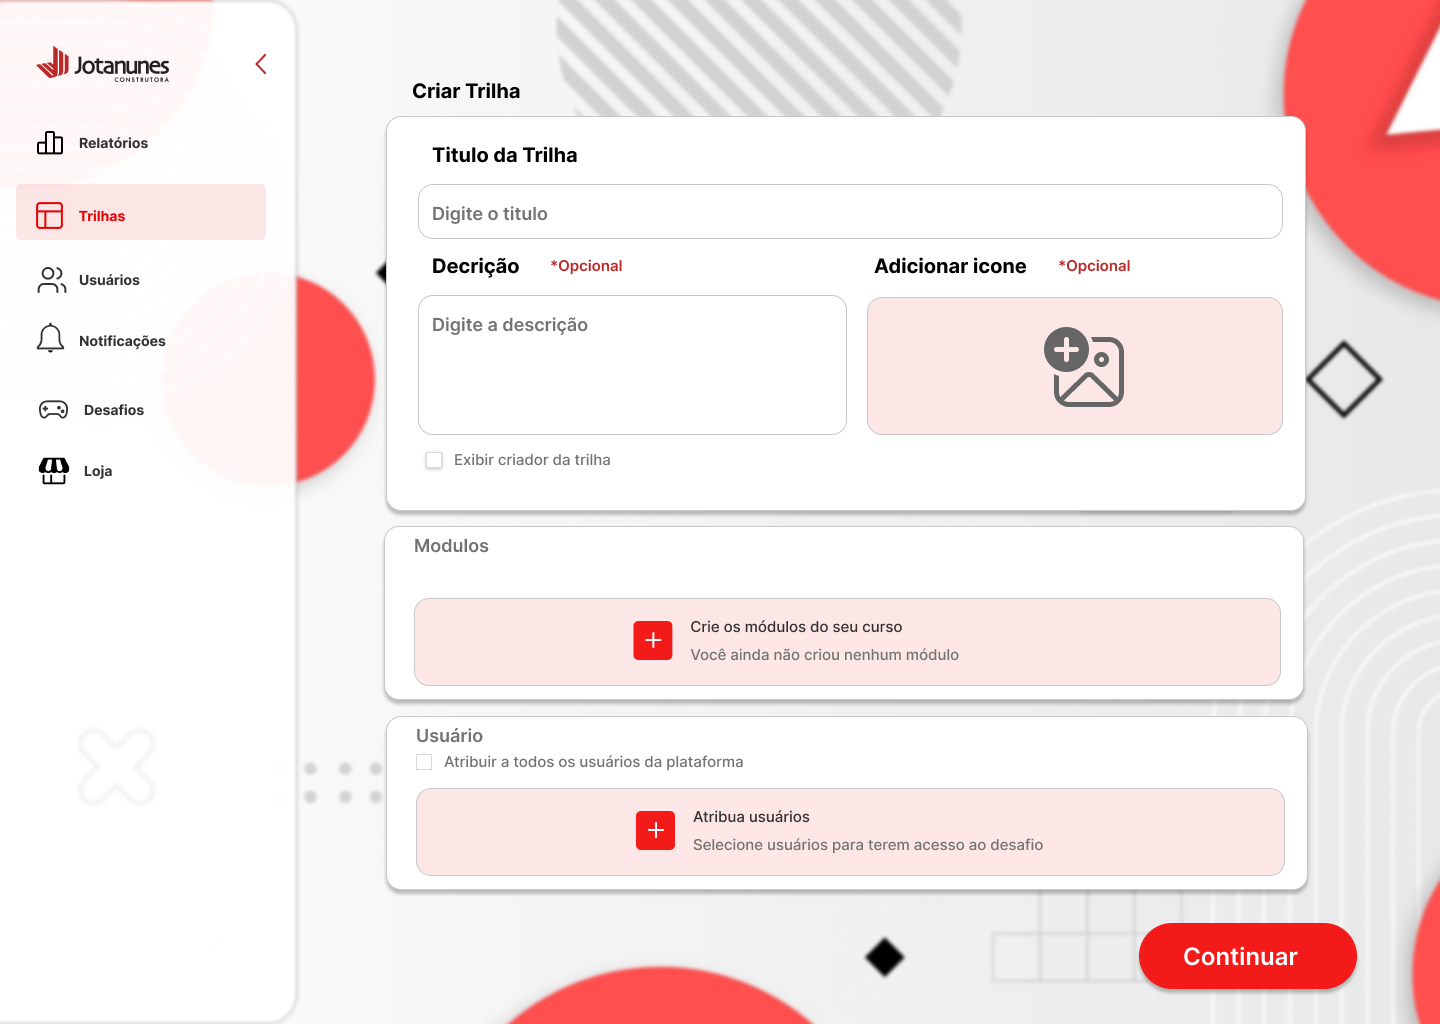 Jotanunes
CONSTRUTORA
Relatórios
Trilhas
Usuários
Notificações
Desafios
Loja
Criar Trilha
Titulo da Trilha
Digite o titulo
Decrição *Opcional
Digite a descrição
Adicionar icone *Opcional
Exibir criador da trilha
Modulos
Crie os módulos do seu curso
Você ainda não criou nenhum módulo
Usuário
Atribuir a todos os usuários da plataforma
Atribua usuários
Selecione usuários para terem acesso ao desafio
Continuar